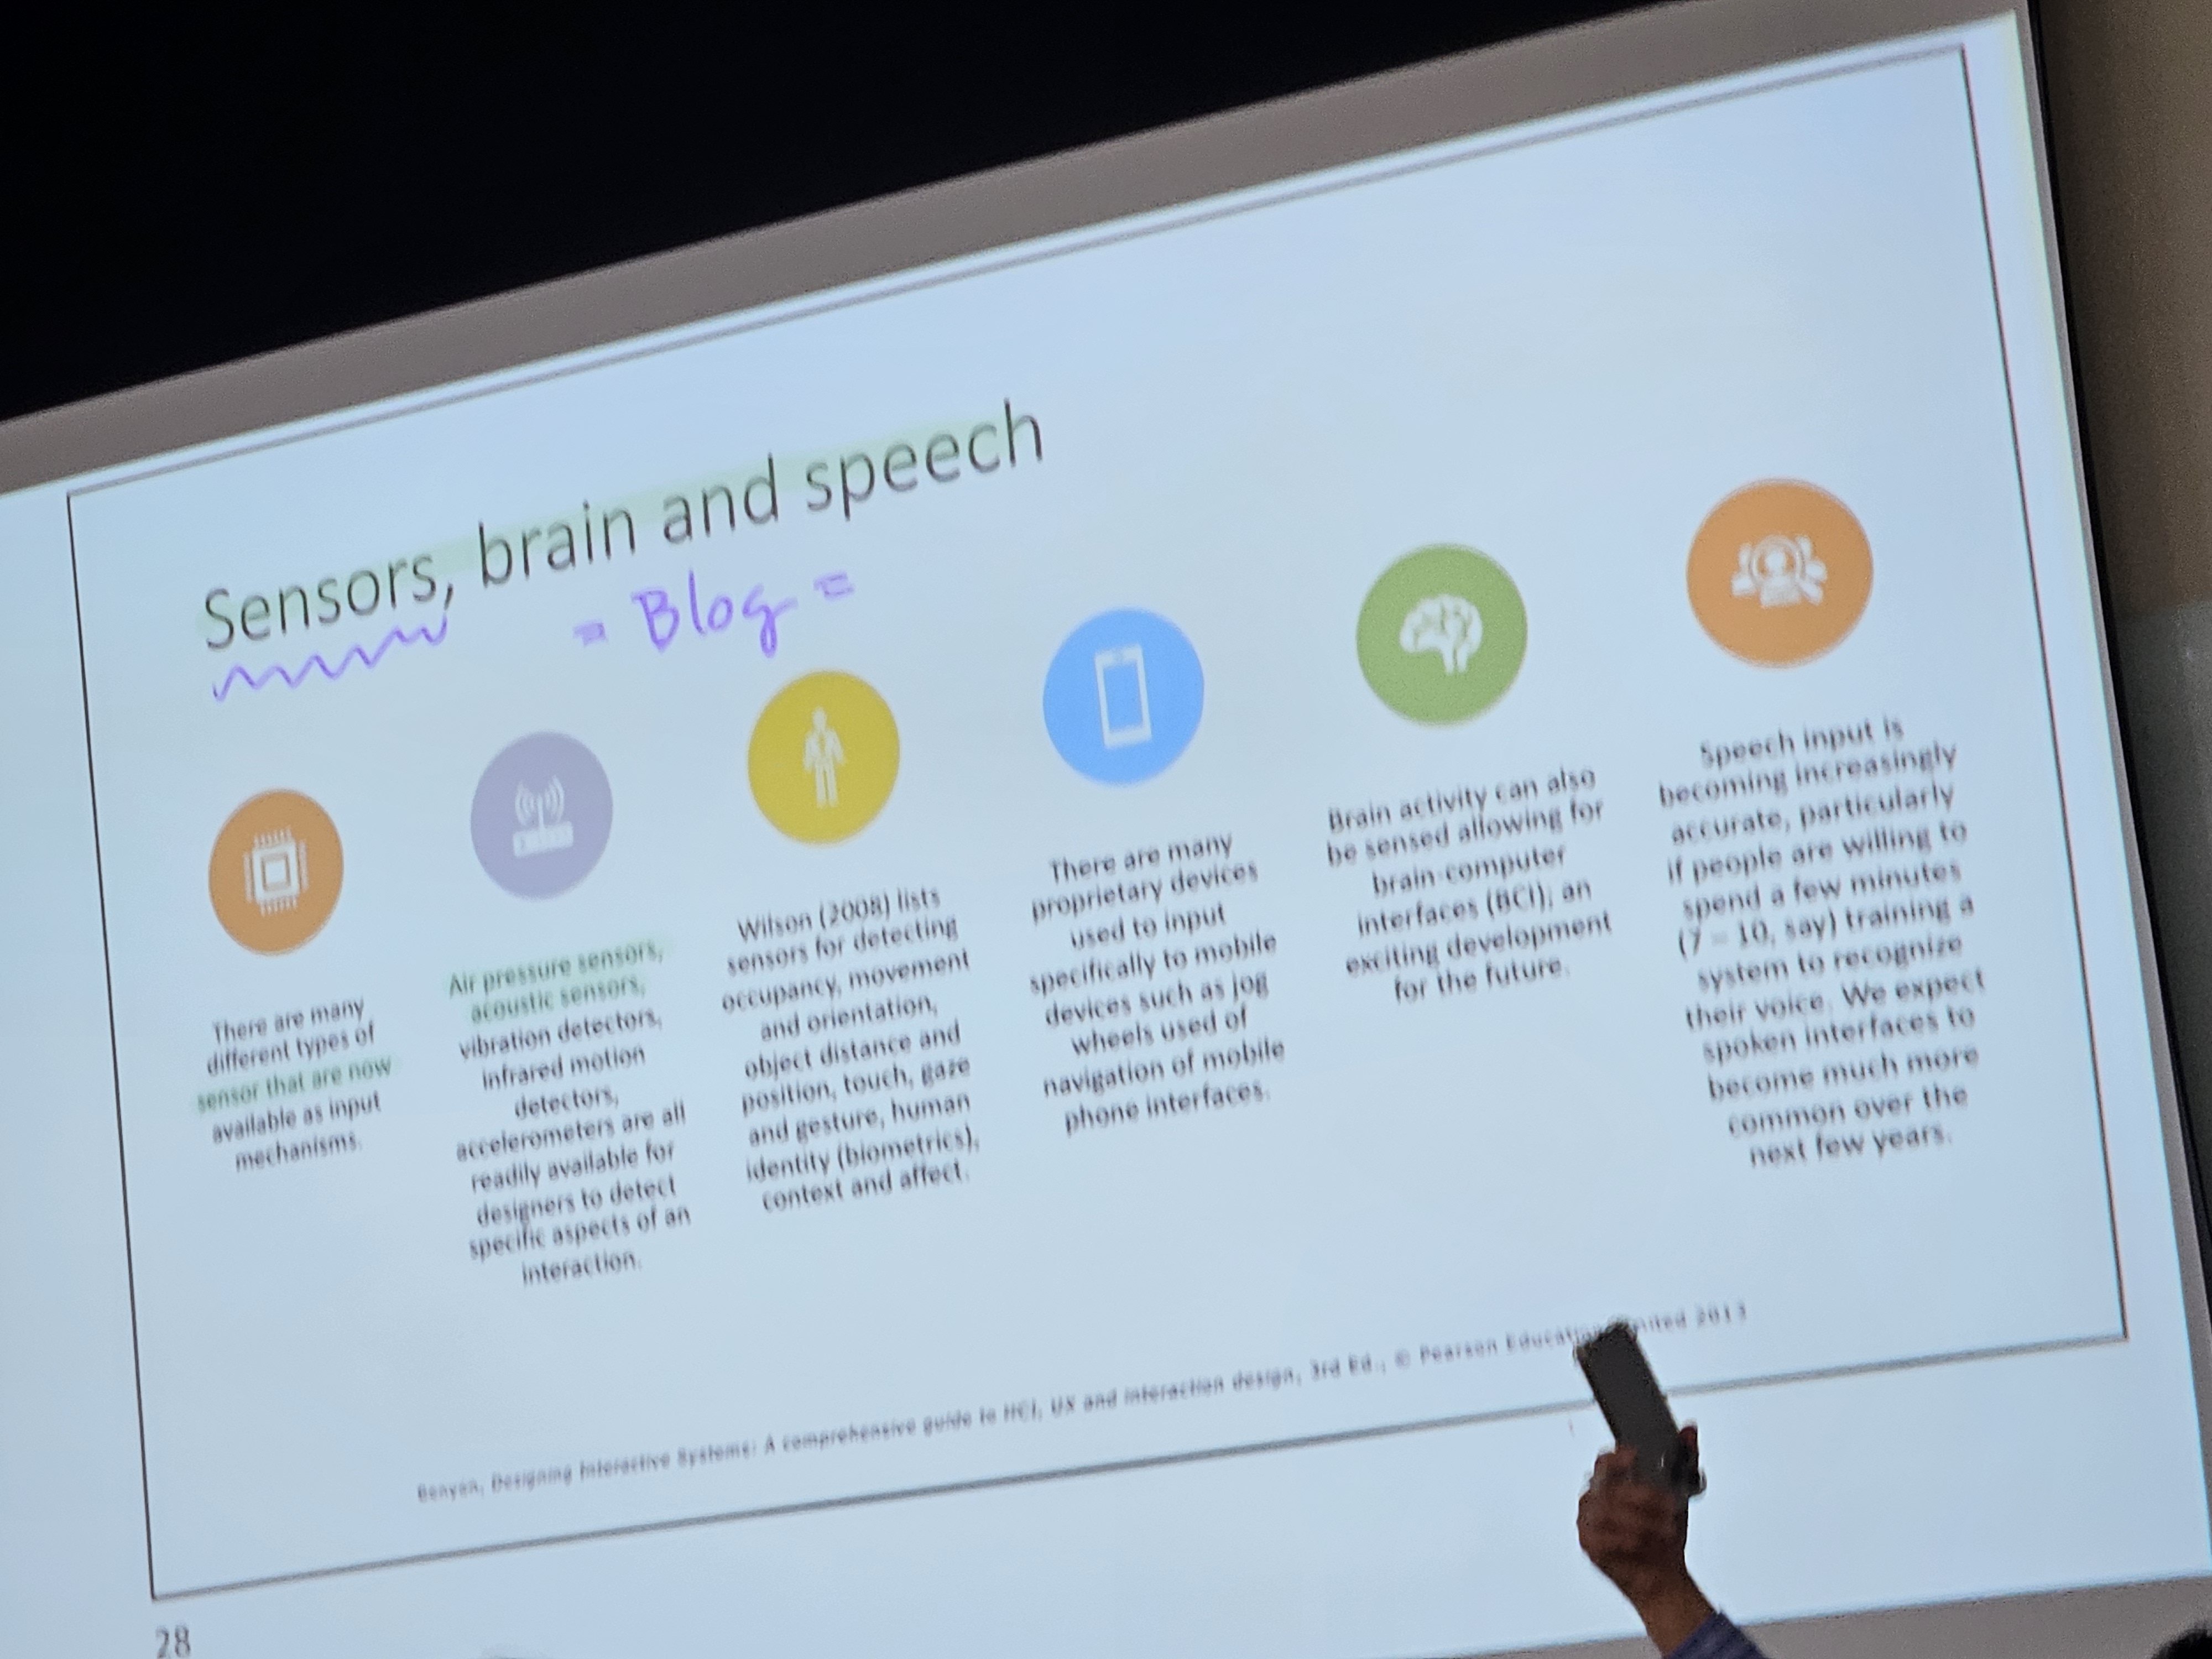 Sensors, brain and speech
= Blog =
There are many
different types of
sensor that are now
available as input
mechanisms.
Air pressure sensors,
acoustic sensors,
vibration detectors,
infrared motion
detectors,
accelerometers are all
readily available for
designers to detect
specific aspects of an
interaction.
Wilson (2008) lists
sensors for detecting
occupancy, movement
and orientation,
object distance and
position, touch, gaze
and gesture, human
identity (biometrics),
context and affect.
There are many
proprietary devices
used to input
specifically to mobile
devices such as jog
wheels used of
navigation of mobile
phone interfaces.
Brain activity can also
be sensed allowing for
brain-computer
interfaces (BCI); an
exciting development
for the future.
Speech input is
becoming increasingly
accurate, particularly
if people are willing to
spend a few minutes
(7 – 10, say) training a
system to recognize
their voice. We expect
spoken interfaces to
become much more
common over the
next few years.
Benyon, Designing Interactive Systems: A comprehensive guide to HCI, UX and interaction design, 3rd Ed., © Pearson 2013
28